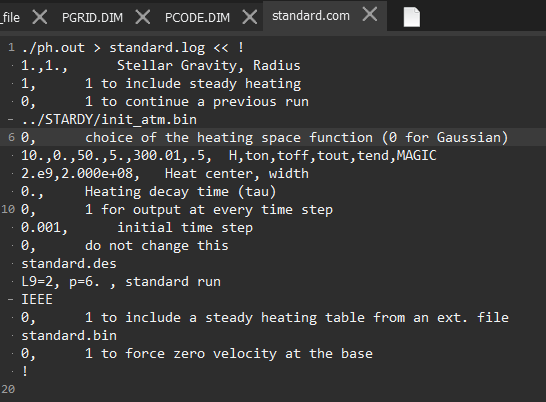 _file PGRID.DIM PCODE.DIM standard.com
1 ./ph.out > standard.log << !
1.,1., Stellar Gravity, Radius
1, 1 to include steady heating
0, 1 to continue a previous run
../STARDY/init_atm.bin
6 0, choice of the heating space function (0 for Gaussian)
10.,0.,50.,5.,300.01,.5, H,ton,toff,tout,tend,MAGIC
2.e9,2.000e+08, Heat center, width
0., Heating decay time (tau)
10 0, 1 for output at every time step
0.001, initial time step
0, do not change this
standard.des
L9=2, p=6. , standard run
IEEE
0, 1 to include a steady heating table from an ext. file
standard.bin
0, 1 to force zero velocity at the base
!
20